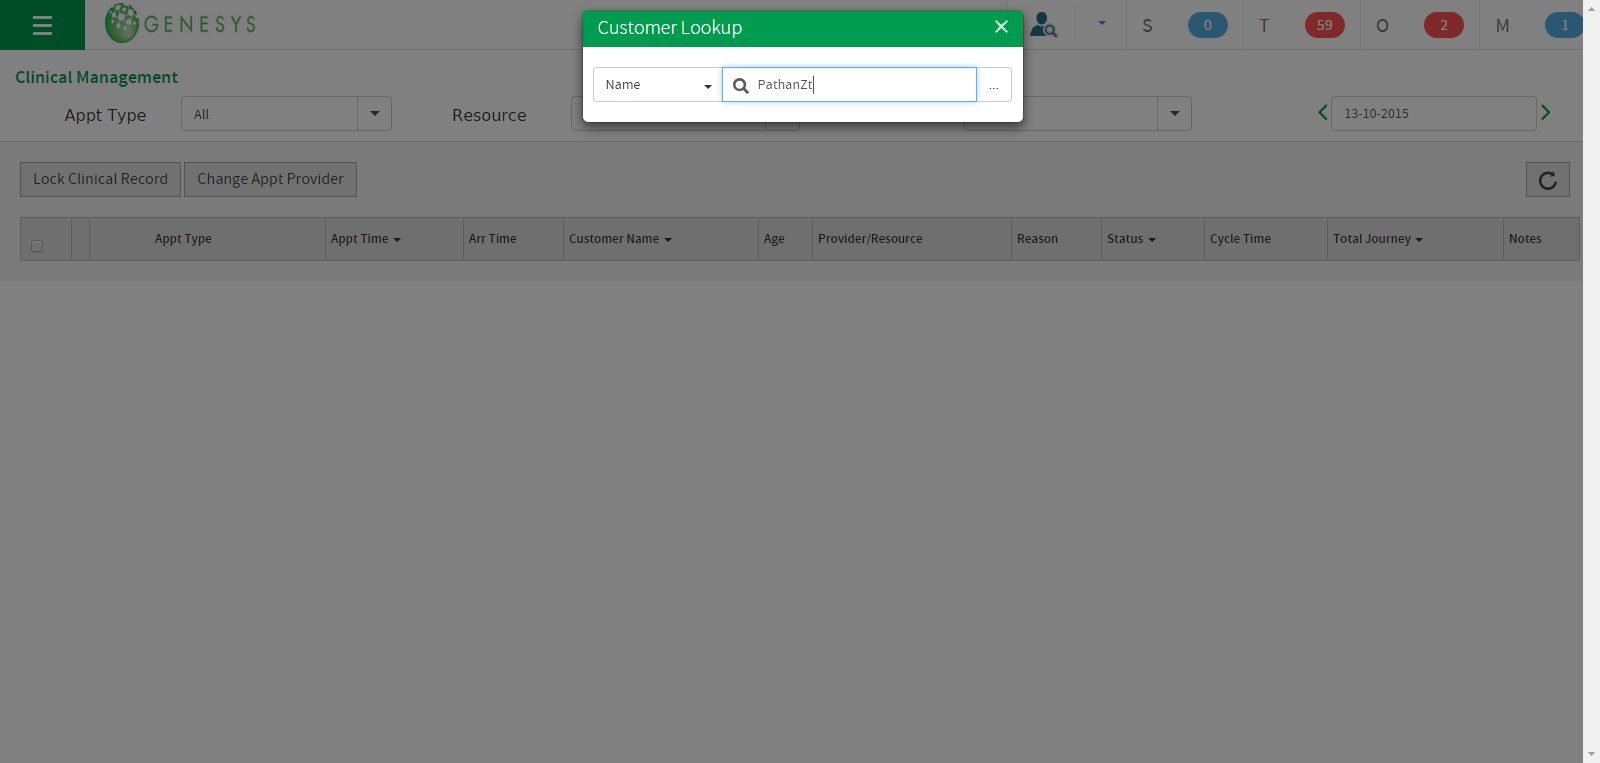 GENESYS
Customer Lookup
S 0 T 59 O 2 M 1
Name PathanZt ...
Clinical Management
Appt Type All Resource 13-10-2015
Lock Clinical Record Change Appt Provider
Appt Type Appt Time Arr Time Customer Name Age Provider/Resource Reason Status Cycle Time Total Journey Notes